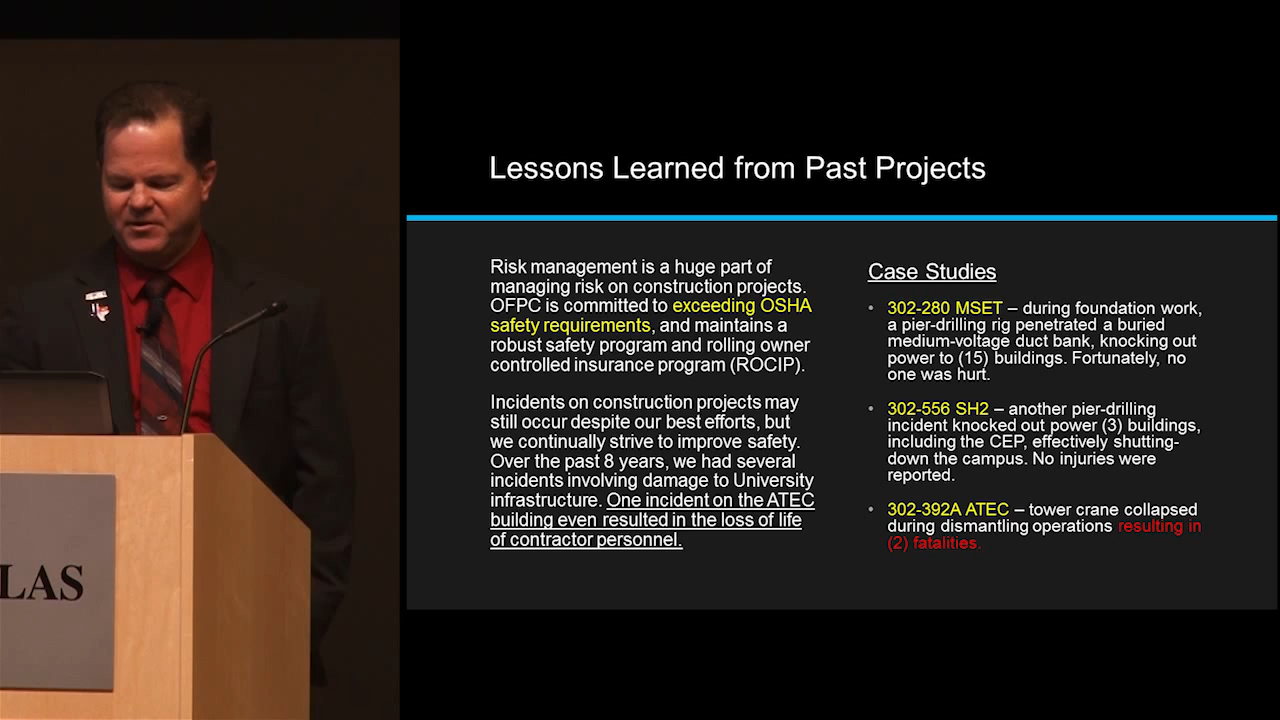 Lessons Learned from Past Projects
Risk management is a huge part of
managing risk on construction projects.
OFPC is committed to exceeding OSHA
safety requirements, and maintains a
robust safety program and rolling owner
controlled insurance program (ROCIP).
Incidents on construction projects may
still occur despite our best efforts, but
we continually strive to improve safety.
Over the past 8 years, we had several
incidents involving damage to University
infrastructure. One incident on the ATEC
building even resulted in the loss of life
of contractor personnel.
Case Studies
• 302-280 MSET – during foundation work,
a pier-drilling rig penetrated a buried
medium-voltage duct bank, knocking out
power to (15) buildings. Fortunately, no
one was hurt.
• 302-556 SH2 – another pier-drilling
incident knocked out power (3) buildings,
including the CEP, effectively shutting-
down the campus. No injuries were
reported.
• 302-392A ATEC – tower crane collapsed
during dismantling operations resulting in
(2) fatalities.
LAS